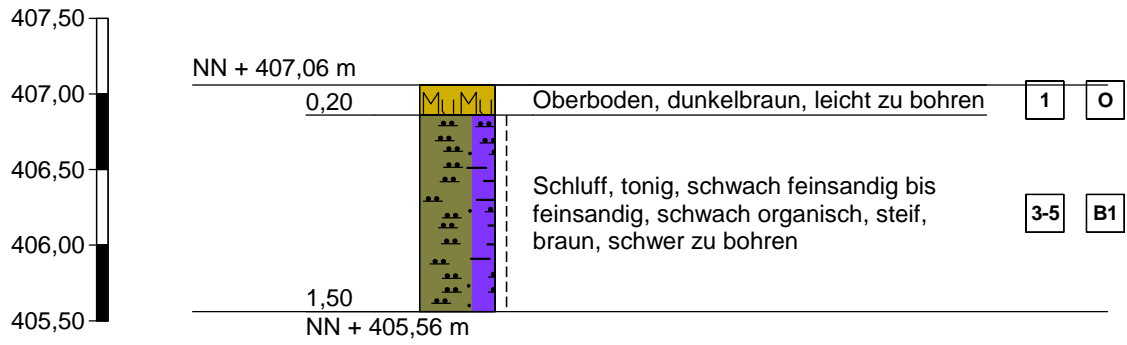 407,50
NN + 407,06 m
407,00
0,20
Mu Mu
Oberboden, dunkelbraun, leicht zu bohren
1
O
406,50
Schluff, tonig, schwach feinsandig bis
feinsandig, schwach organisch, steif,
braun, schwer zu bohren
3-5
B1
406,00
1,50
405,50
NN + 405,56 m